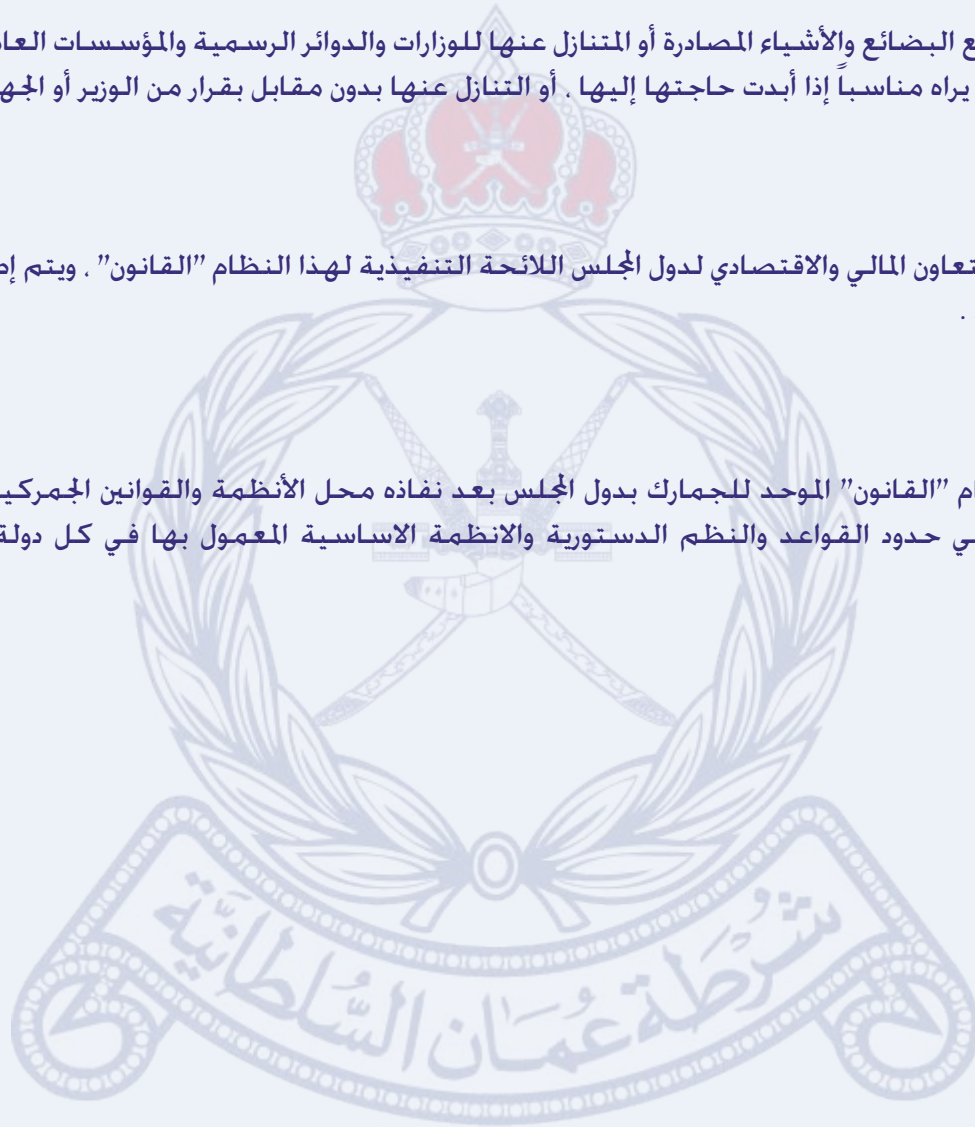 ع البضائع والأشياء المصادرة أو المتنازل عنها للوزارات والدوائر الرسمية والمؤسسات
يراه مناسباً إذا أبدت حاجتها إليها . أو التنازل عنها بدون مقابل بقرار من الوزير أو
تعاون المالي والاقتصادي لدول المجلس اللائحة التنفيذية لهذا النظام "القانون" . ويتم
.
ام "القانون" الموحد للجمارك بدول المجلس بعد نفاذه محل الأنظمة والقوانين
ي حدود القواعد والنظم الدستورية والانظمة الاساسية المعمول بها في كل دولة
شرطة عمان السلطانية